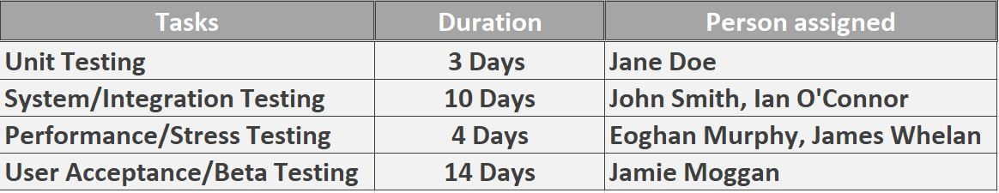 Tasks Duration Person assigned
Unit Testing 3 Days Jane Doe
System/Integration Testing 10 Days John Smith, Ian O'Connor
Performance/Stress Testing 4 Days Eoghan Murphy, James Whelan
User Acceptance/Beta Testing 14 Days Jamie Moggan